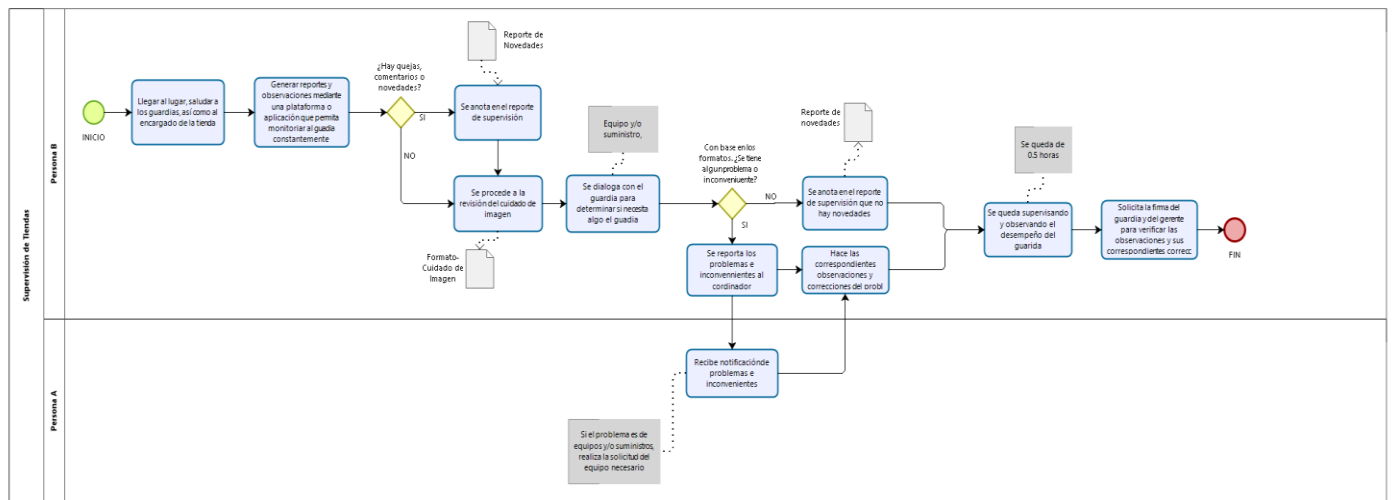 Supervisión de Tiendas
Persona B
INICIO
Llegar al lugar, saludar a
los guardias, así como al
encargado de la tienda
Generar reportes y
observaciones mediante
una plataforma o
aplicación que permita
monitoriar al guadia
constantemente
¿Hay quejas,
comentarios o
novedades?
SI
NO
Reporte de
Novedades
Se anota en el reporte
de supervisión
Se procede a la
revisión del cuidado de
imagen
Formato-
Cuidado de
Imagen
Equipo y/o
suministro,
Se dialoga con el
guardia para
determinar si necesita
algo el guadia
Con base en los
formatos. ¿Se tiene
algun problema o
inconveniente?
NO
SI
Reporte de
novedades
Se anota en el reporte
de supervisión que no
hay novedades
Se reporta los
problemas e
inconvennientes al
cordinador
Hace las
correspondientes
observaciones y
correcciones del probl
Se queda de
0.5 horas
Se queda supervisando
y observando el
desempeño del
guarida
Solicita la firma del
guardia y del gerente
para verificar las
observaciones y sus
correspondientes correcc
FIN
Persona A
Recibe notificaciónde
problemas e
inconvenientes
Si el problema es de
equipos y/o suministros,
realiza la solicitud del
equipo necesario